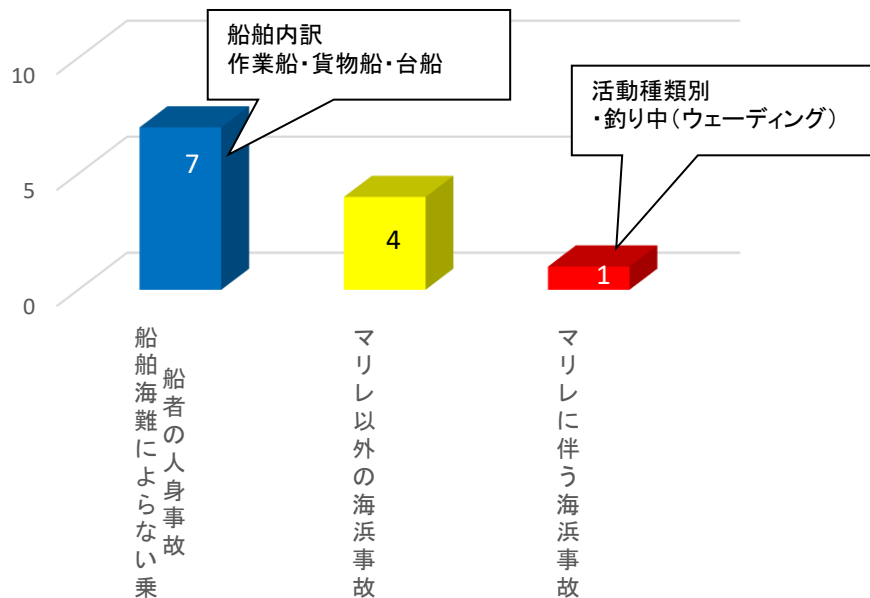 船舶内訳
作業船・貨物船・台船
活動種類別
・釣り中（ウェーディング）
10
5
0
7
4
1
船舶海難によらない乗
船者の人身事故
マリレ以外の海浜事故
マリレに伴う海浜事故